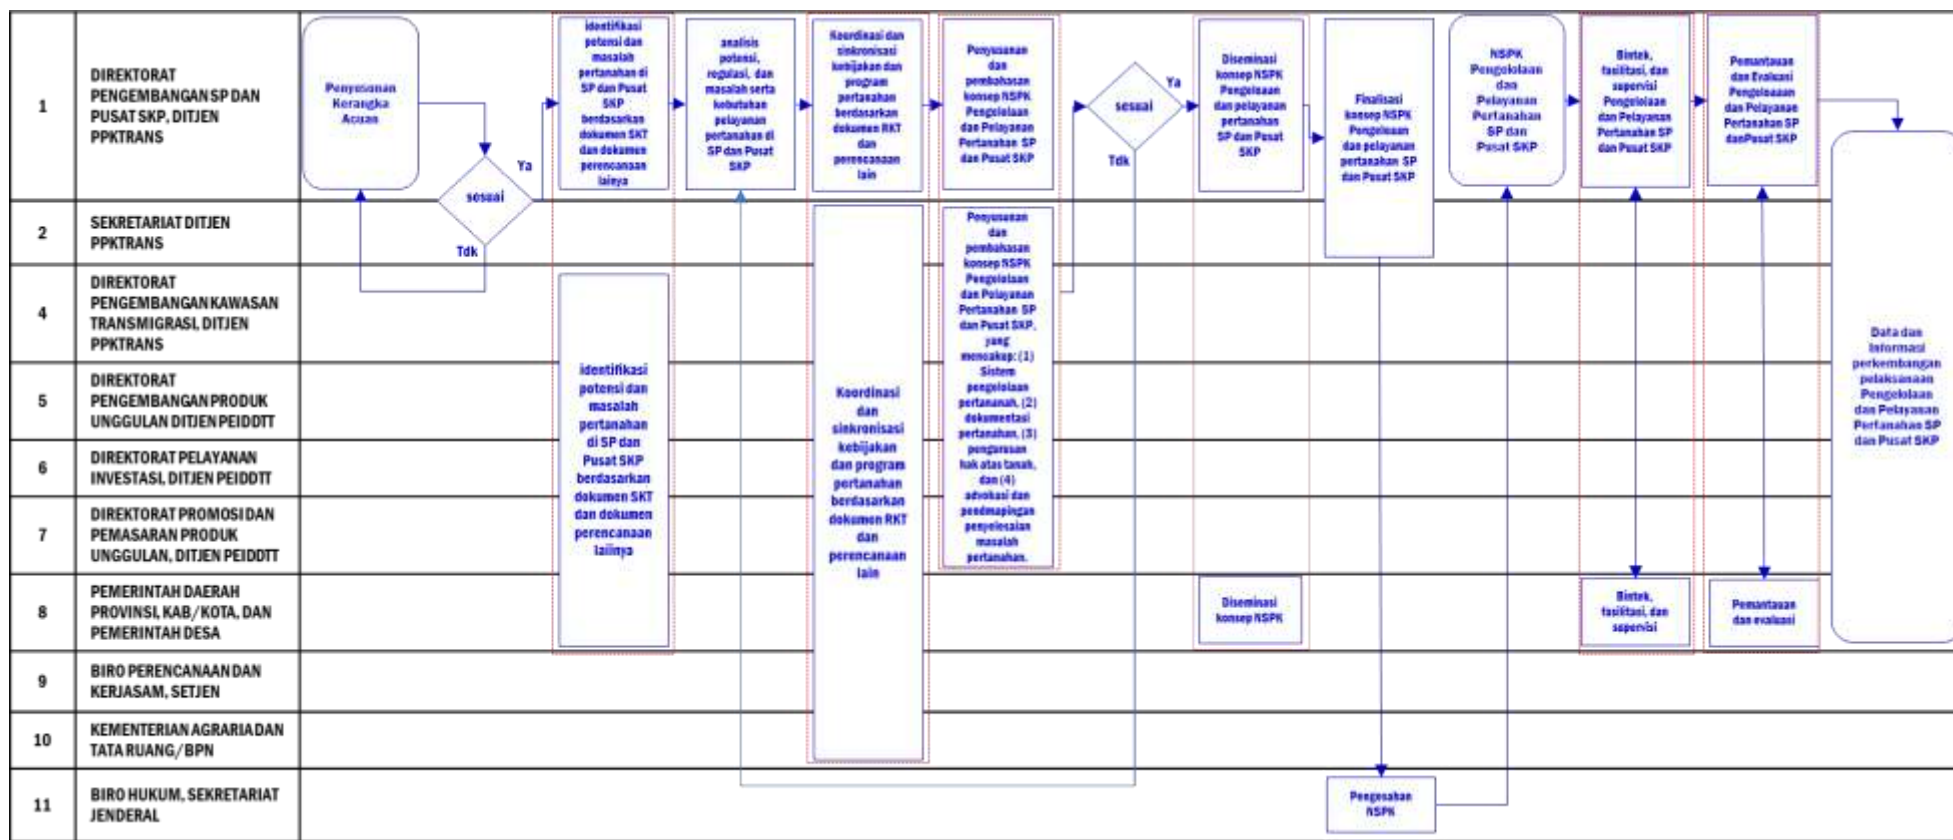 1
DIREKTORAT
PENGEMBANGAN SP DAN
PUSAT SKP, DITJEN
PPKTRANS
Penyusunan
Kerangka
Acuan
sesuai
Ya
Tdk
identifikasi
potensi dan
masalah
pertanahan di
SP dan Pusat
SKP
berdasarkan
dokumen SKT
dan dokumen
perencanaan
lainya
analisis
potensi,
regulasi, dan
masalah serta
kebutuhan
pelayanan
pertanahan di
SP dan Pusat
SKP
Koordinasi dan
sinkronisasi
kebijakan dan
program
pertanahan
berdasarkan
dokumen RKT
dan
perencanaan
lain
Penyusunan
dan
pembahasan
konsep NSPK
Pengelolaan
dan Pelayanan
Pertanahan SP
dan Pusat SKP
sesuai
Ya
Tdk
Diseminasi
konsep NSPK
Pengeloaan
dan pelayanan
pertanahan
SP dan Pusat
SKP
Finalisasi
konsep NSPK
Pengeloaan
dan pelayanan
pertanahan SP
dan Pusat SKP
NSPK
Pengelolaan
dan
Pelayanan
Pertanahan
SP dan
Pusat SKP
Bintek,
fasilitasi, dan
supervisi
Pengelolaan
dan Pelayanan
Pertanahan SP
dan Pusat SKP
Pemantauan
dan Evaluasi
Pengeloaaan
dan Pelayanan
Pertanahan SP
danPusat SKP
2
SEKRETARIAT DITJEN
PPKTRANS
4
DIREKTORAT
PENGEMBANGAN KAWASAN
TRANSMIGRASI, DITJEN
PPKTRANS
5
DIREKTORAT
PENGEMBANGAN PRODUK
UNGGULAN DITJEN PEIDDTT
6
DIREKTORAT PELAYANAN
INVESTASI, DITJEN PEIDDTT
7
DIREKTORAT PROMOSI DAN
PEMASARAN PRODUK
UNGGULAN, DITJEN PEIDDTT
identifikasi
potensi dan
masalah
pertanahan
di SP dan
Pusat SKP
berdasarkan
dokumen SKT
dan dokumen
perencanaan
laiinya
Koordinasi
dan
sinkronisasi
kebijakan
dan program
pertanahan
berdasarkan
dokumen RKT
dan
perencanaan
lain
Penyusunan
dan
pembahasan
konsep NSPK
Pengelolaan
dan Pelayanan
Pertanahan SP
dan Pusat SKP,
yang
mencakup: (1)
Sistem
pengelolaan
pertananah, (2)
dokumentasi
pertanahan, (3)
pengurusan
hak atas tanah,
dan (4)
advokasi dan
pendmapingan
penyelesaian
masalah
pertanahan.
Data dan
Informasi
perkembangan
pelaksanaan
Pengelolaan
dan Pelayanan
Pertanahan SP
dan Pusat SKP
8
PEMERINTAH DAERAH
PROVINSI, KAB/KOTA, DAN
PEMERINTAH DESA
Diseminasi
konsep NSPK
Bintek,
fasilitasi, dan
supervisi
Pemantauan
dan evaluasi
9
BIRO PERENCANAAN DAN
KERJASAM, SETJEN
10
KEMENTERIAN AGRARIA DAN
TATA RUANG/BPN
11
BIRO HUKUM, SEKRETARIAT
JENDERAL
Pengesahan
NSPK